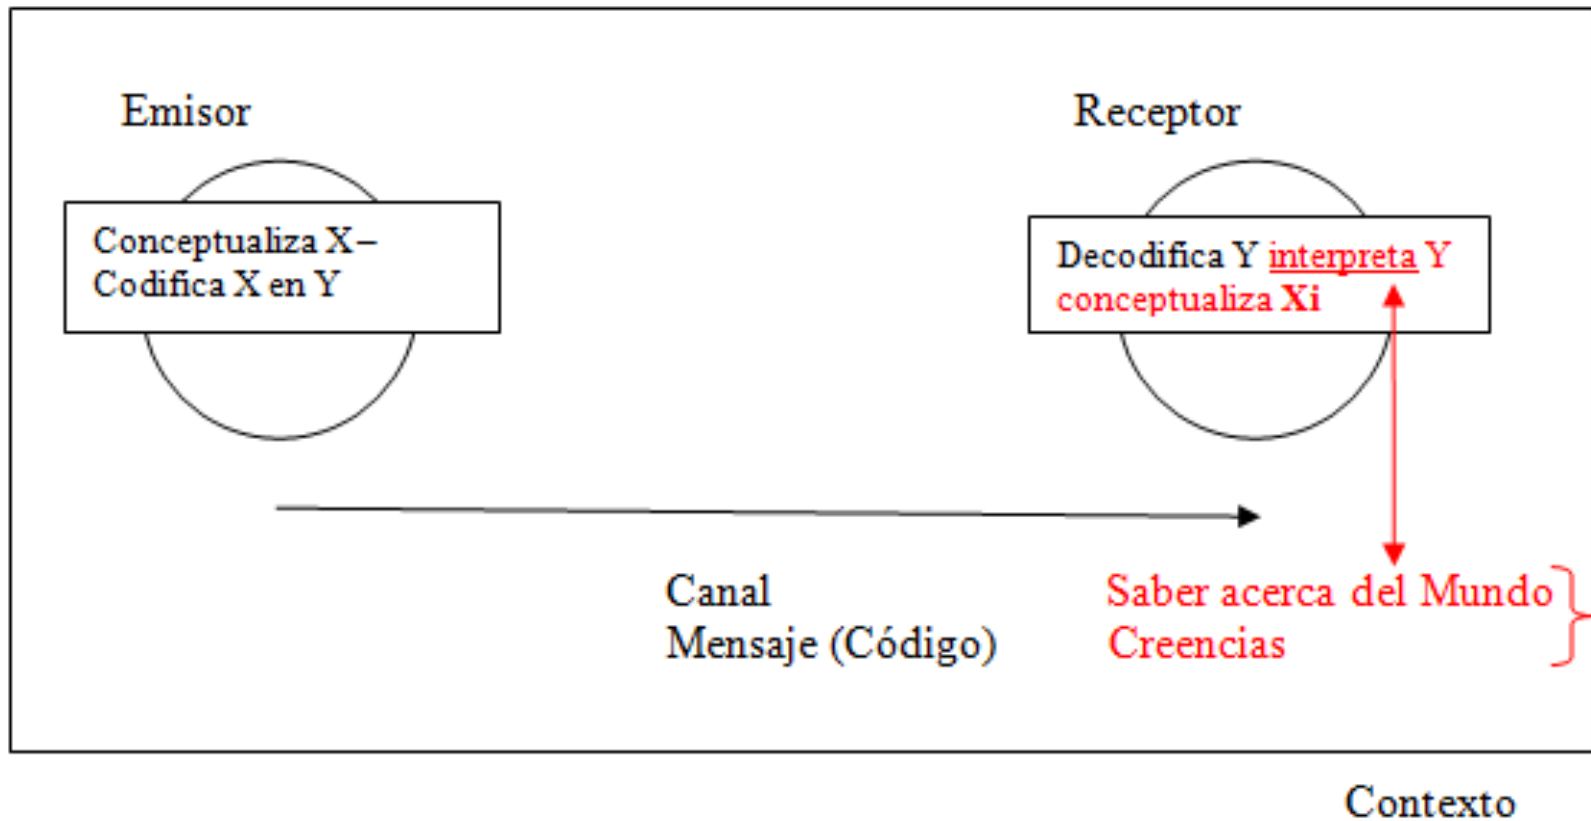 Emisor
Receptor
Conceptualiza X–
Codifica X en Y
Decodifica Y interpreta Y
conceptualiza Xi
Canal
Mensaje (Código)
Saber acerca del Mundo
Creencias
Contexto